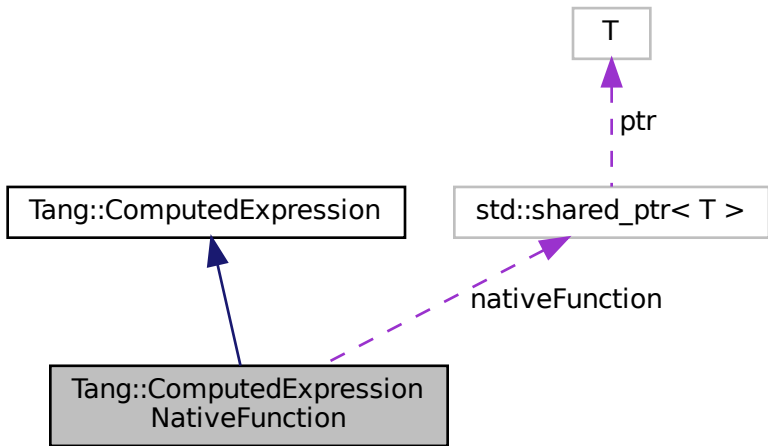 T
ptr
Tang::ComputedExpression
std::shared_ptr< T >
nativeFunction
Tang::ComputedExpression
NativeFunction